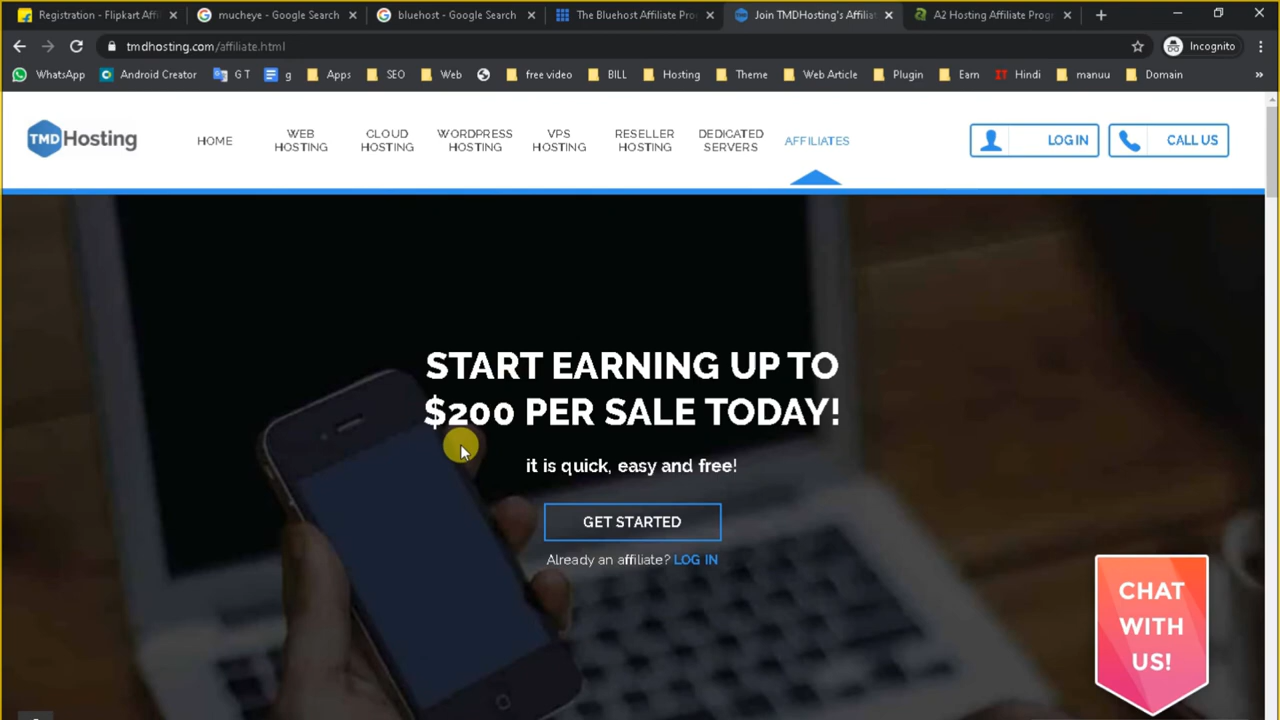 Registration - Flipkart Affi
mucheye - Google Search
bluehost - Google Search
The Bluehost Affiliate Pro
Join TMDHosting's Affilia
A2 Hosting Affiliate Prog
tmdhosting.com/affiliate.html
Incognito
WhatsApp
Android Creator
G T
g
Apps
SEO
Web
free video
BILL
Hosting
Theme
Web Article
Plugin
Earn
IT Hindi
manuu
Domain
TMDHosting
HOME
WEB
HOSTING
CLOUD
HOSTING
WORDPRESS
HOSTING
VPS
HOSTING
RESELLER
HOSTING
DEDICATED
SERVERS
AFFILIATES
LOG IN
CALL US
START EARNING UP TO
$200 PER SALE TODAY!
it is quick, easy and free!
GET STARTED
Already an affiliate? LOG IN
CHAT
WITH
US!